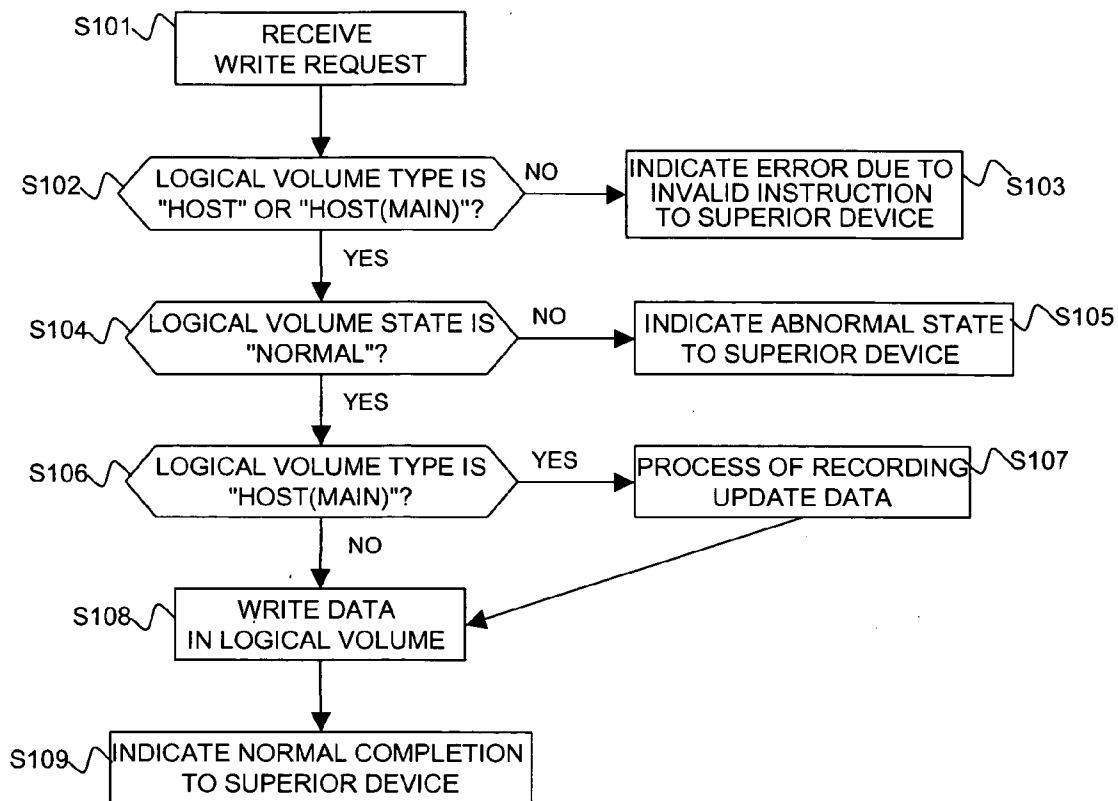 S101
RECEIVE
WRITE REQUEST
S102
LOGICAL VOLUME TYPE IS
"HOST" OR "HOST(MAIN)"?
NO
INDICATE ERROR DUE TO
INVALID INSTRUCTION
TO SUPERIOR DEVICE
S103
YES
S104
LOGICAL VOLUME STATE IS
"NORMAL"?
NO
INDICATE ABNORMAL STATE
TO SUPERIOR DEVICE
S105
YES
S106
LOGICAL VOLUME TYPE IS
"HOST(MAIN)"?
YES
PROCESS OF RECORDING
UPDATE DATA
S107
NO
S108
WRITE DATA
IN LOGICAL VOLUME
S109
INDICATE NORMAL COMPLETION
TO SUPERIOR DEVICE